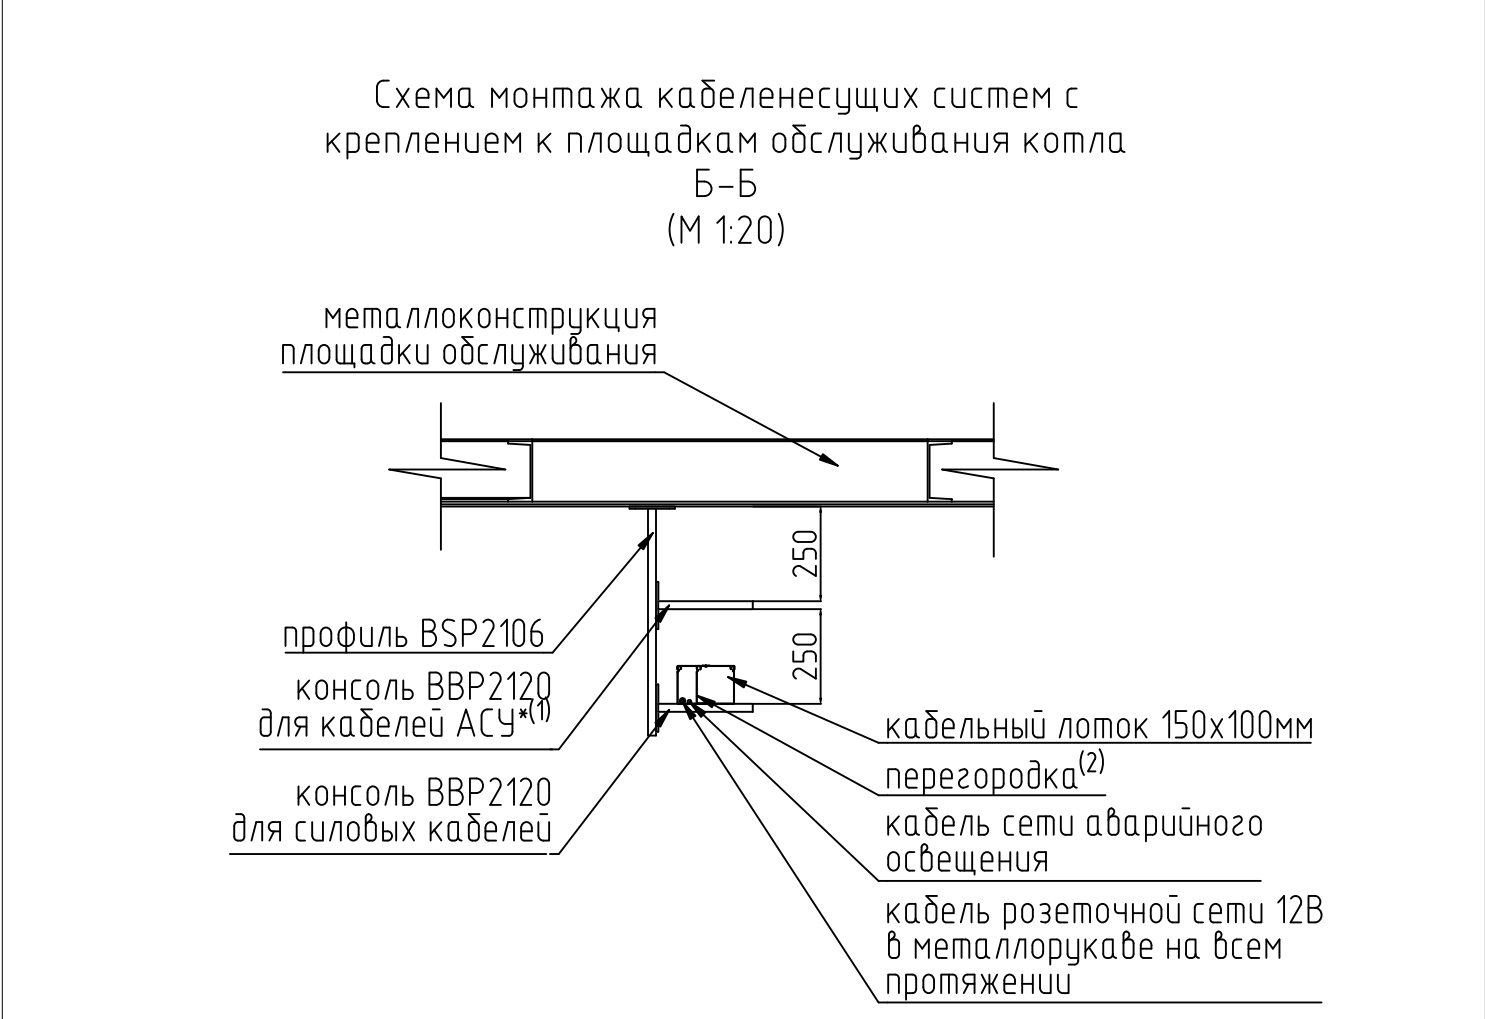 Схема монтажа кабеленесущих систем с
креплением к площадкам обслуживания котла
Б-Б
(М 1:20)
металлоконструкция
площадки обслуживания
250
профиль BSP2106
250
консоль BBP2120
для кабелей АСУ*(1)
кабельный лоток 150х100мм
перегородка(2)
консоль BBP2120
для силовых кабелей
кабель сети аварийного
освещения
кабель розеточной сети 12В
в металлорукаве на всем
протяжении